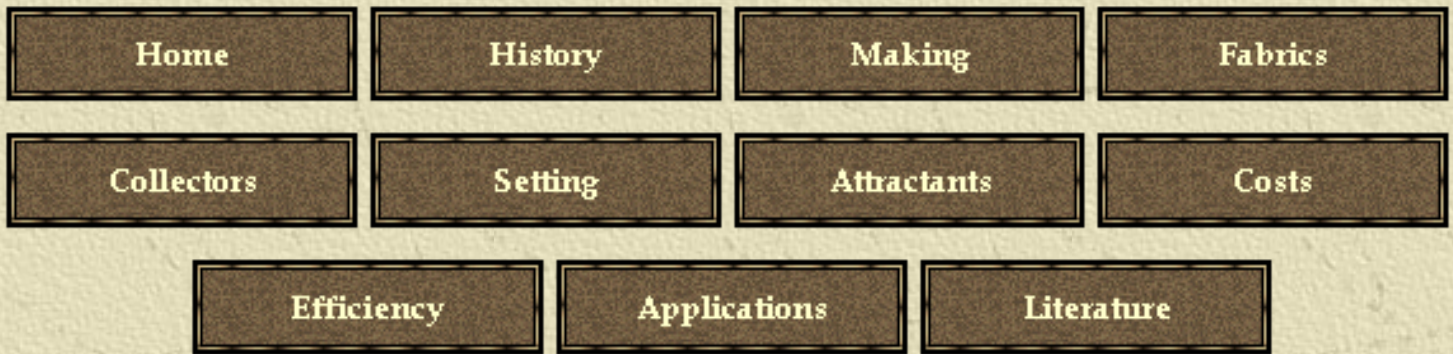 Home History Making Fabrics
Collectors Setting Attractants Costs
Efficiency Applications Literature